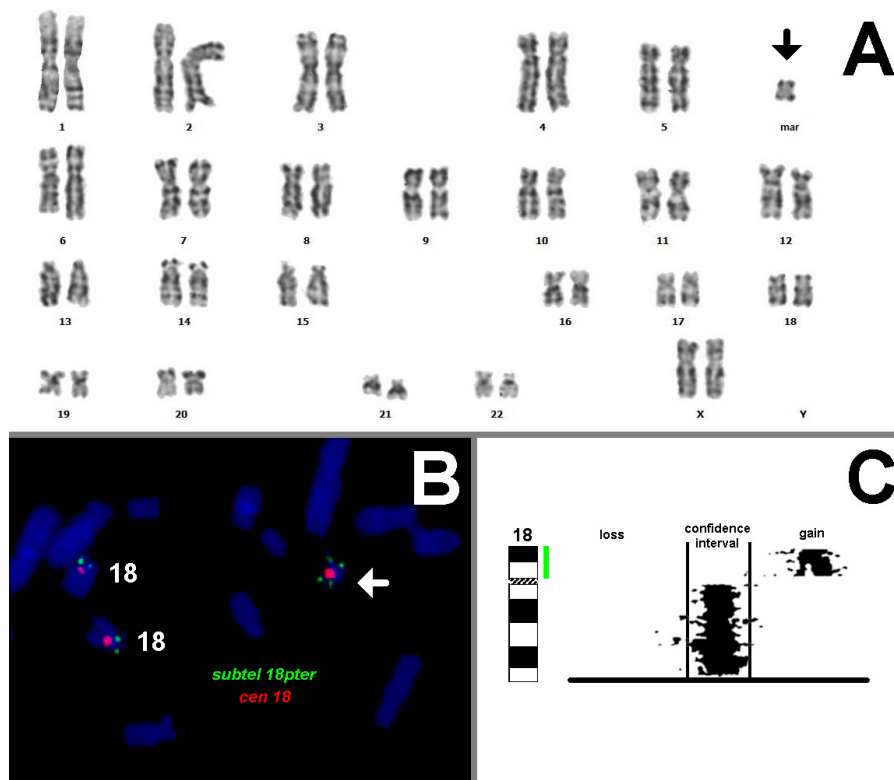 A
1 2 3 4 5 mar
6 7 8 9 10 11 12
13 14 15 16 17 18
19 20 21 22 X Y
B
18
18
subtel 18pter
cen 18
C
18 loss confidence interval gain